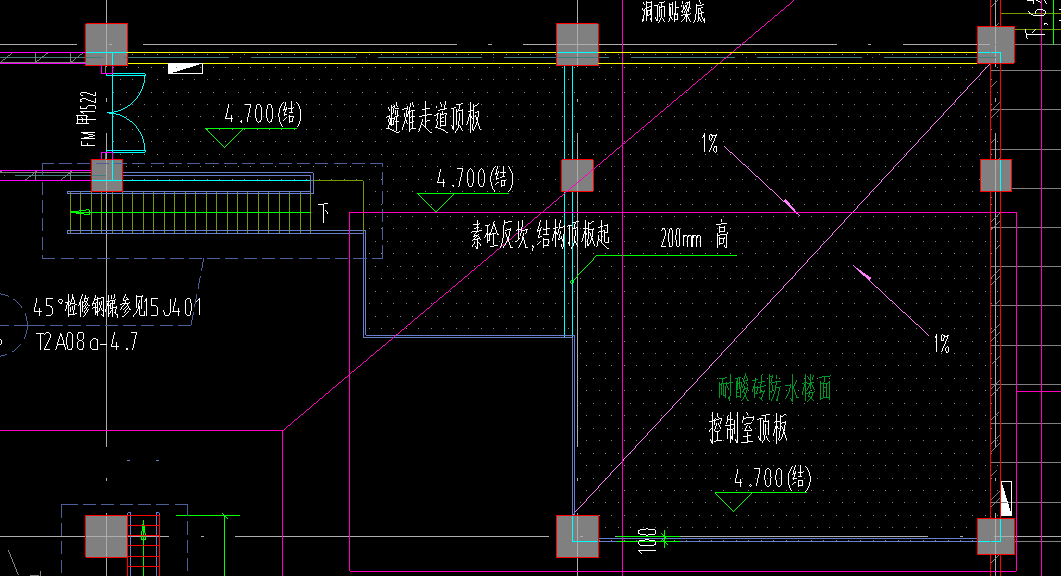 洞顶贴梁底
下,6
FM甲1522
4.700(结)
避难走道顶板
1%
4.700(结)
下
素砼反坎,结构顶板起
200mm 高
45°检修钢梯参见15J401
T2A08a-4.7
1%
耐酸砖防水楼面
控制室顶板
4.700(结)
100